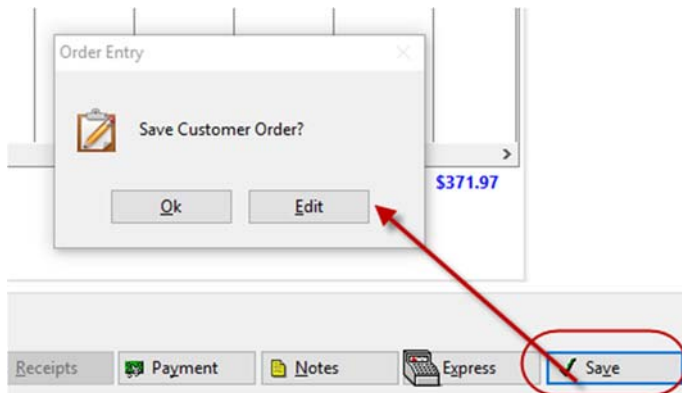 Order Entry
Save Customer Order?
$371.97
Ok
Edit
Receipts
Payment
Notes
Express
Save